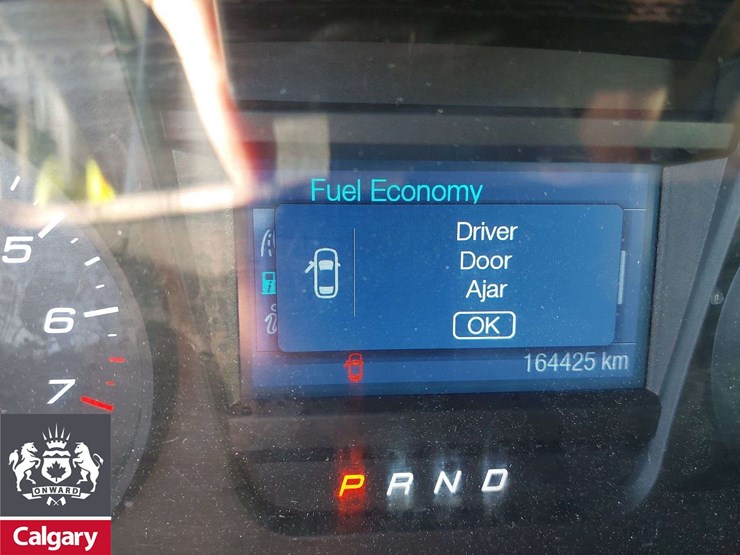 Fuel Economy
Driver
Door
Ajar
OK
164425 km
5
6
7
P R N D
ONWARD
Calgary